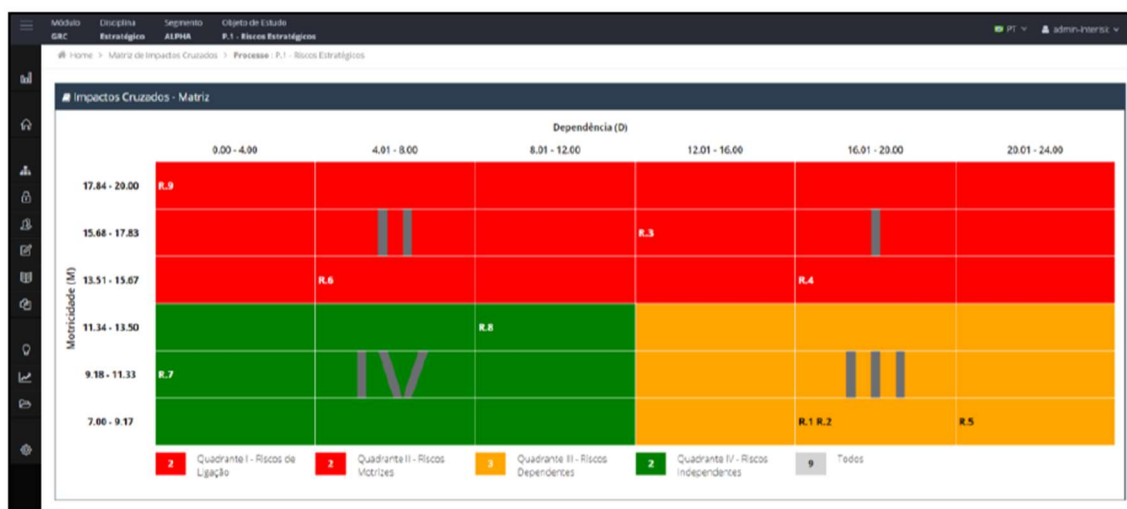 Módulo Disciplina Segmento Objeto de Estudo
GRC Estratégico ALPHA P.1 - Riscos Estratégicos
PT admin-interisk
Home > Matriz de Impactos Cruzados > Processo : P.1 - Riscos Estratégicos
Impactos Cruzados - Matriz
Dependência (D)
0.00 - 4.00 4.01 - 8.00 8.01 - 12.00 12.01 - 16.00 16.01 - 20.00 20.01 - 24.00
Motricidade (M)
17.84 - 20.00 R.9
15.68 - 17.83 II R.3 I
13.51 - 15.67 R.6 R.4
11.34 - 13.50 R.8
9.18 - 11.33 R.7 IV III
7.00 - 9.17 R.1 R.2 R.5
2 Quadrante I - Riscos de Ligação
2 Quadrante II - Riscos Motrizes
3 Quadrante III - Riscos Dependentes
2 Quadrante IV - Riscos Independentes
9 Todos